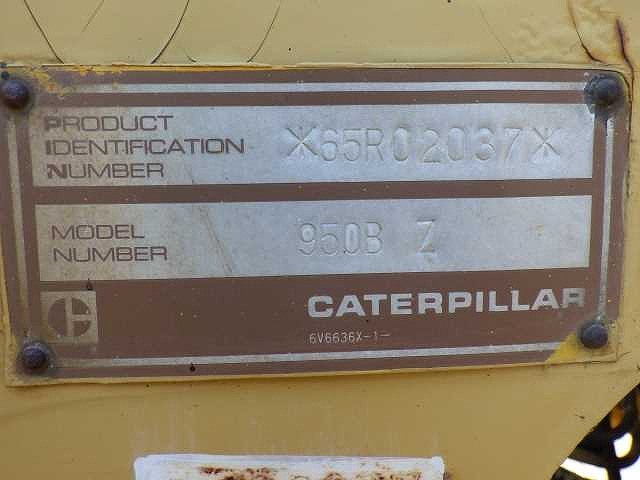 PRODUCT
IDENTIFICATION
NUMBER
*65R02037*
MODEL
NUMBER
950B Z
CATERPILLAR
6V6636X-1-